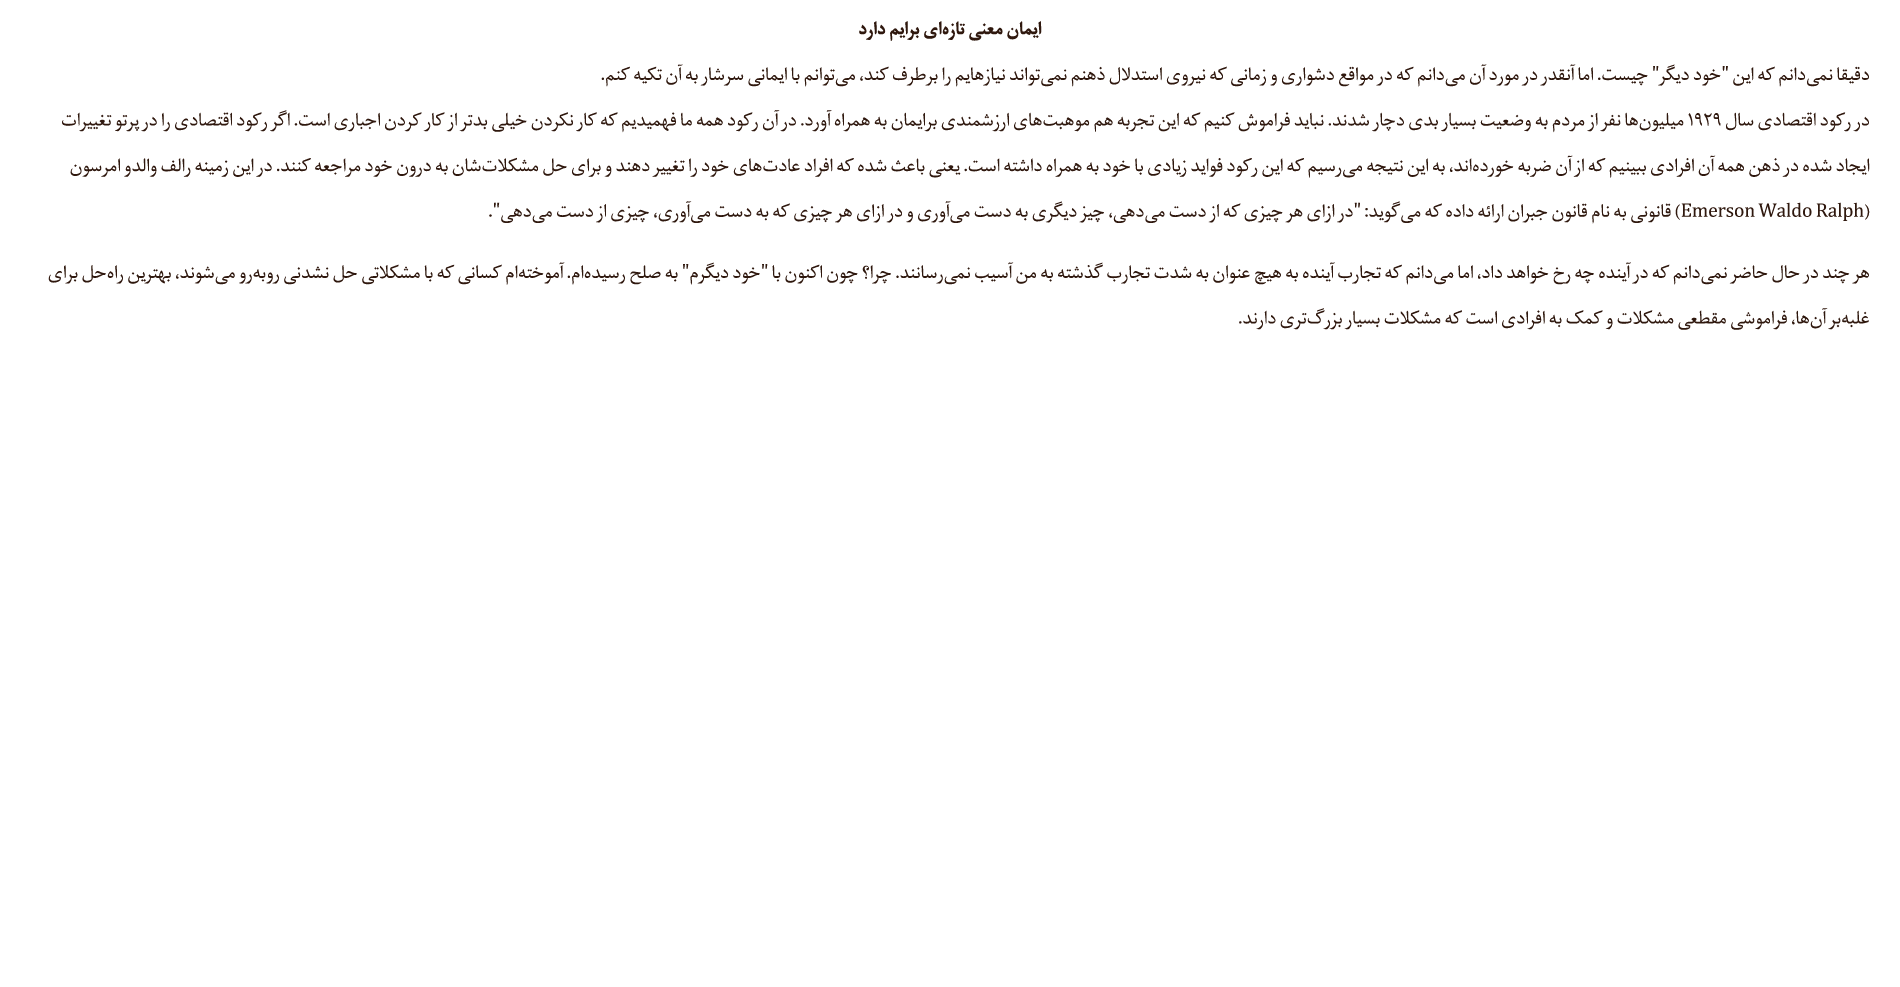 ایمان معنی تازه‌ای برایم دارد
دقیقا نمی‌دانم که این "خود دیگر" چیست. اما آنقدر در مورد آن می‌دانم که در مواقع دشواری و زمانی که نیروی استدلال ذهنم نمی‌تواند نیازهایم را برطرف کند، می‌توانم با ایمانی سرشار به آن تکیه کنم.
در رکود اقتصادی سال ۱۹۲۹ میلیون‌ها نفر از مردم به وضعیت بسیار بدی دچار شدند. نباید فراموش کنیم که این تجربه هم موهبت‌های ارزشمندی برایمان به همراه آورد. در آن رکود همه ما فهمیدیم که کار نکردن خیلی بدتر از کار کردن اجباری است. اگر رکود اقتصادی را در پرتو تغییرات
ایجاد شده در ذهن همه آن افرادی ببینیم که از آن ضربه خورده‌اند، به این نتیجه می‌رسیم که این رکود فواید زیادی با خود به همراه داشته است. یعنی باعث شده که افراد عادت‌های خود را تغییر دهند و برای حل مشکلات‌شان به درون خود مراجعه کنند. در این زمینه رالف والدو امرسون
(Emerson Waldo Ralph) قانونی به نام قانون جبران ارائه داده که می‌گوید: "در ازای هر چیزی که از دست می‌دهی، چیز دیگری به دست می‌آوری و در ازای هر چیزی که به دست می‌آوری، چیزی از دست می‌دهی".
هر چند در حال حاضر نمی‌دانم که در آینده چه رخ خواهد داد، اما می‌دانم که تجارب آینده به هیچ عنوان به شدت تجارب گذشته به من آسیب نمی‌رسانند. چرا؟ چون اکنون با "خود دیگرم" به صلح رسیده‌ام. آموخته‌ام کسانی که با مشکلاتی حل نشدنی روبه‌رو می‌شوند، بهترین راه‌حل برای
غلبه‌بر آن‌ها، فراموشی مقطعی مشکلات و کمک به افرادی است که مشکلات بسیار بزرگ‌تری دارند.